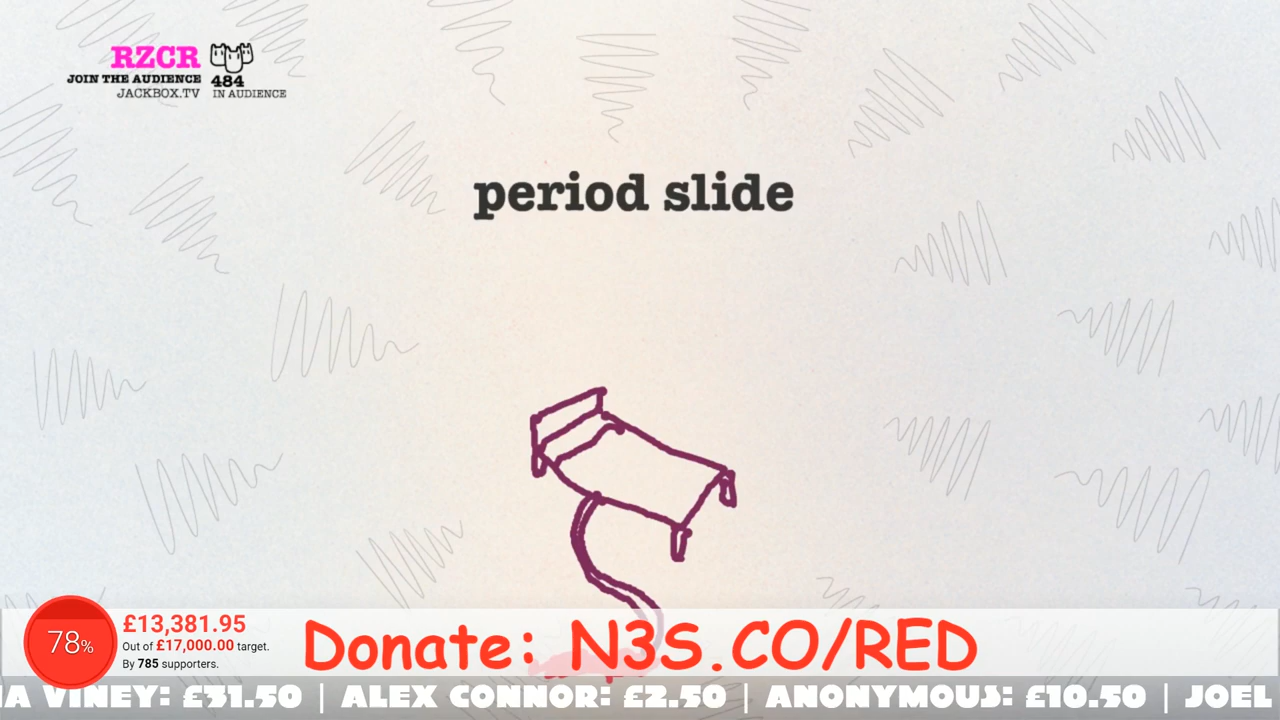 RZCR
JOIN THE AUDIENCE
JACKBOX.TV
484
IN AUDIENCE
period slide
78%
£13,381.95
Out of £17,000.00 target.
By 785 supporters.
Donate: N3S.CO/RED
VINEY: £31.50 | ALEX CONNOR: £2.50 | ANONYMOUS: £10.50 | JOEL